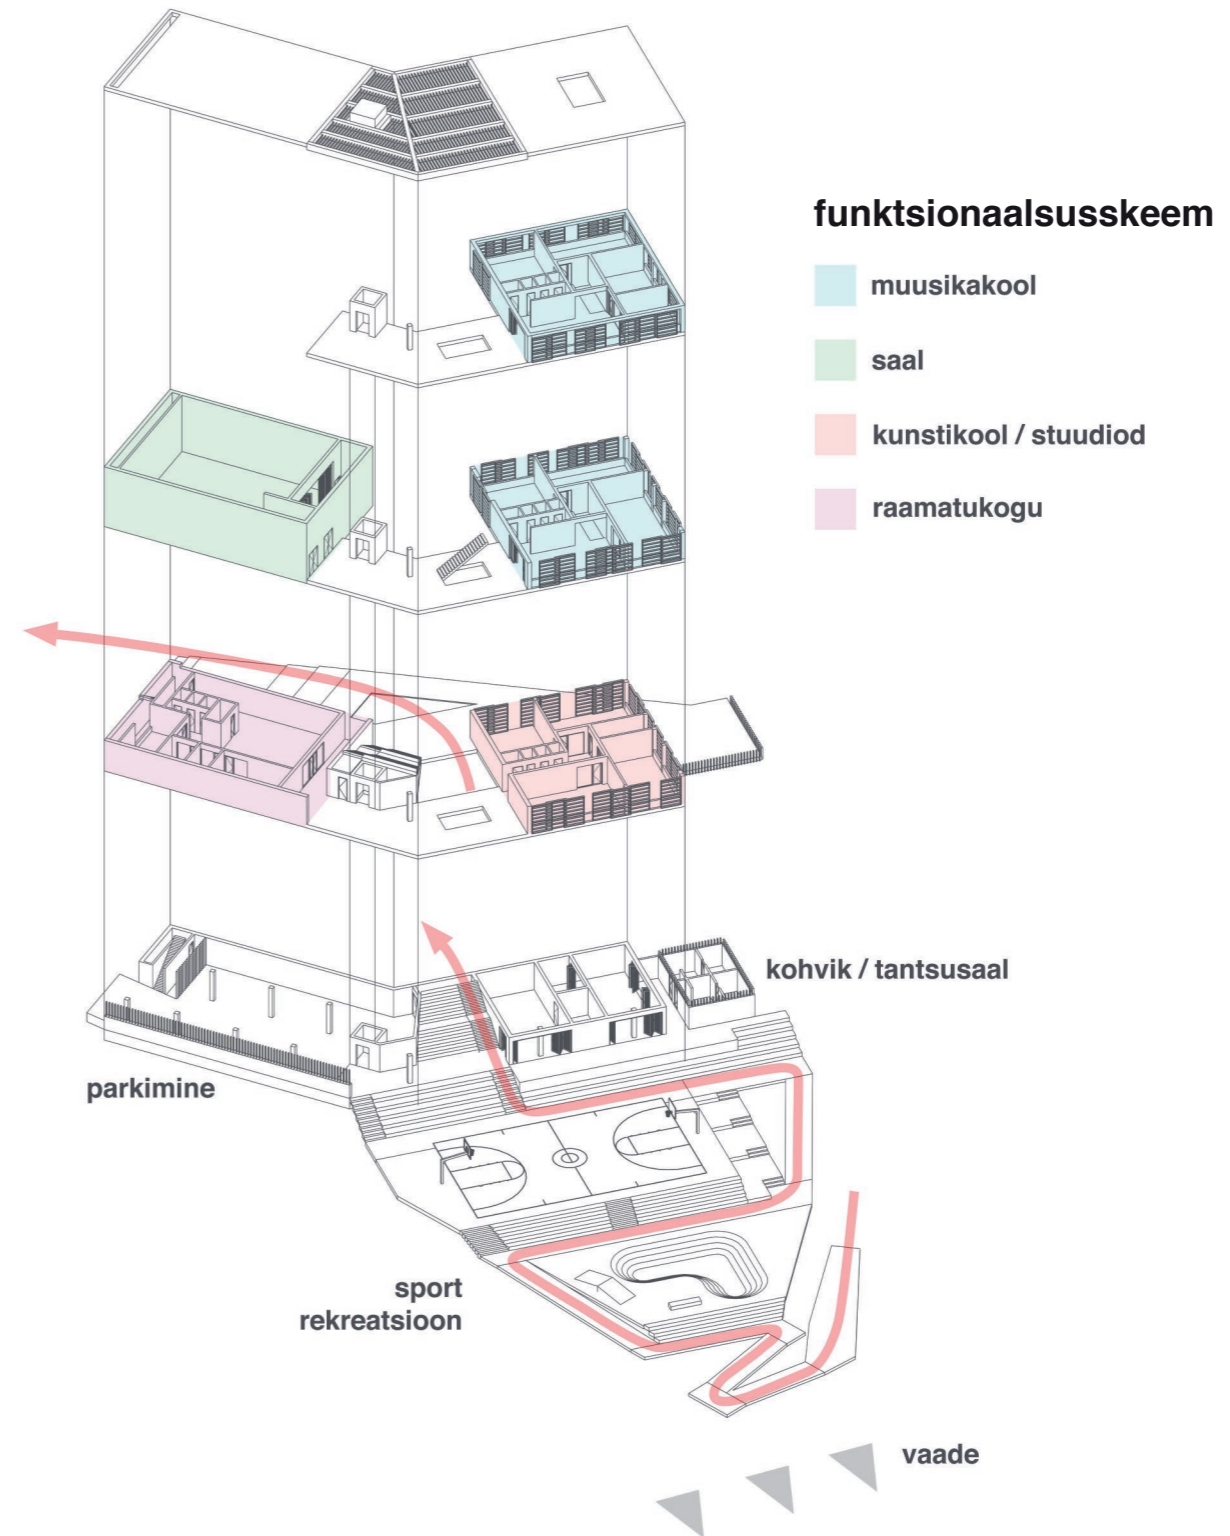 funktsionaalsusskeem
muusikakool
saal
kunstikool / stuudiod
raamatukogu
kohvik / tantsusaal
parkimine
sport
rekreatsioon
vaade